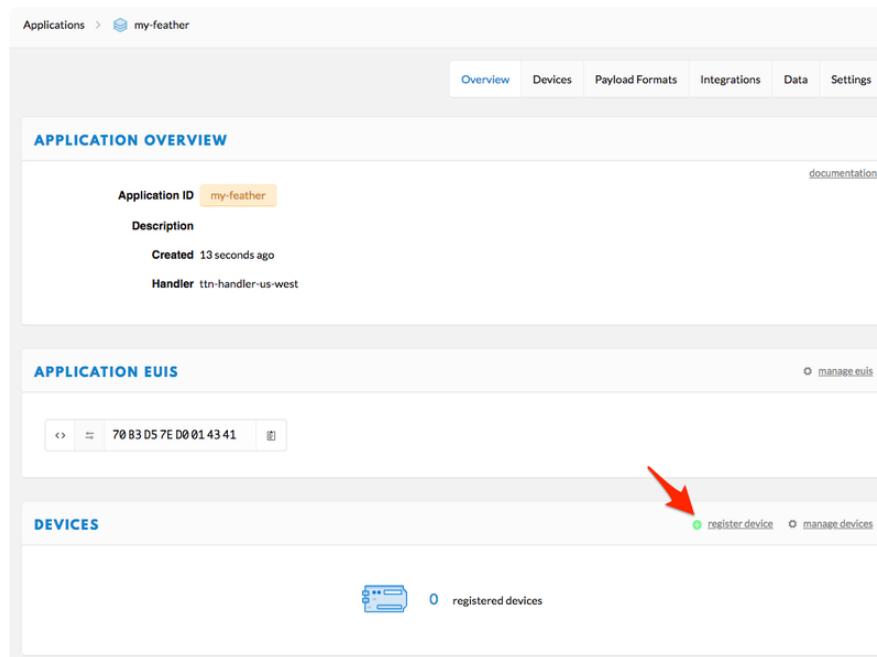 Applications > my-feather
Overview Devices Payload Formats Integrations Data Settings
APPLICATION OVERVIEW
documentation
Application ID my-feather
Description
Created 13 seconds ago
Handler ttn-handler-us-west
APPLICATION EUIS
manage euis
<> 70 B3 D5 7E D0 01 43 41
DEVICES
register device manage devices
0 registered devices